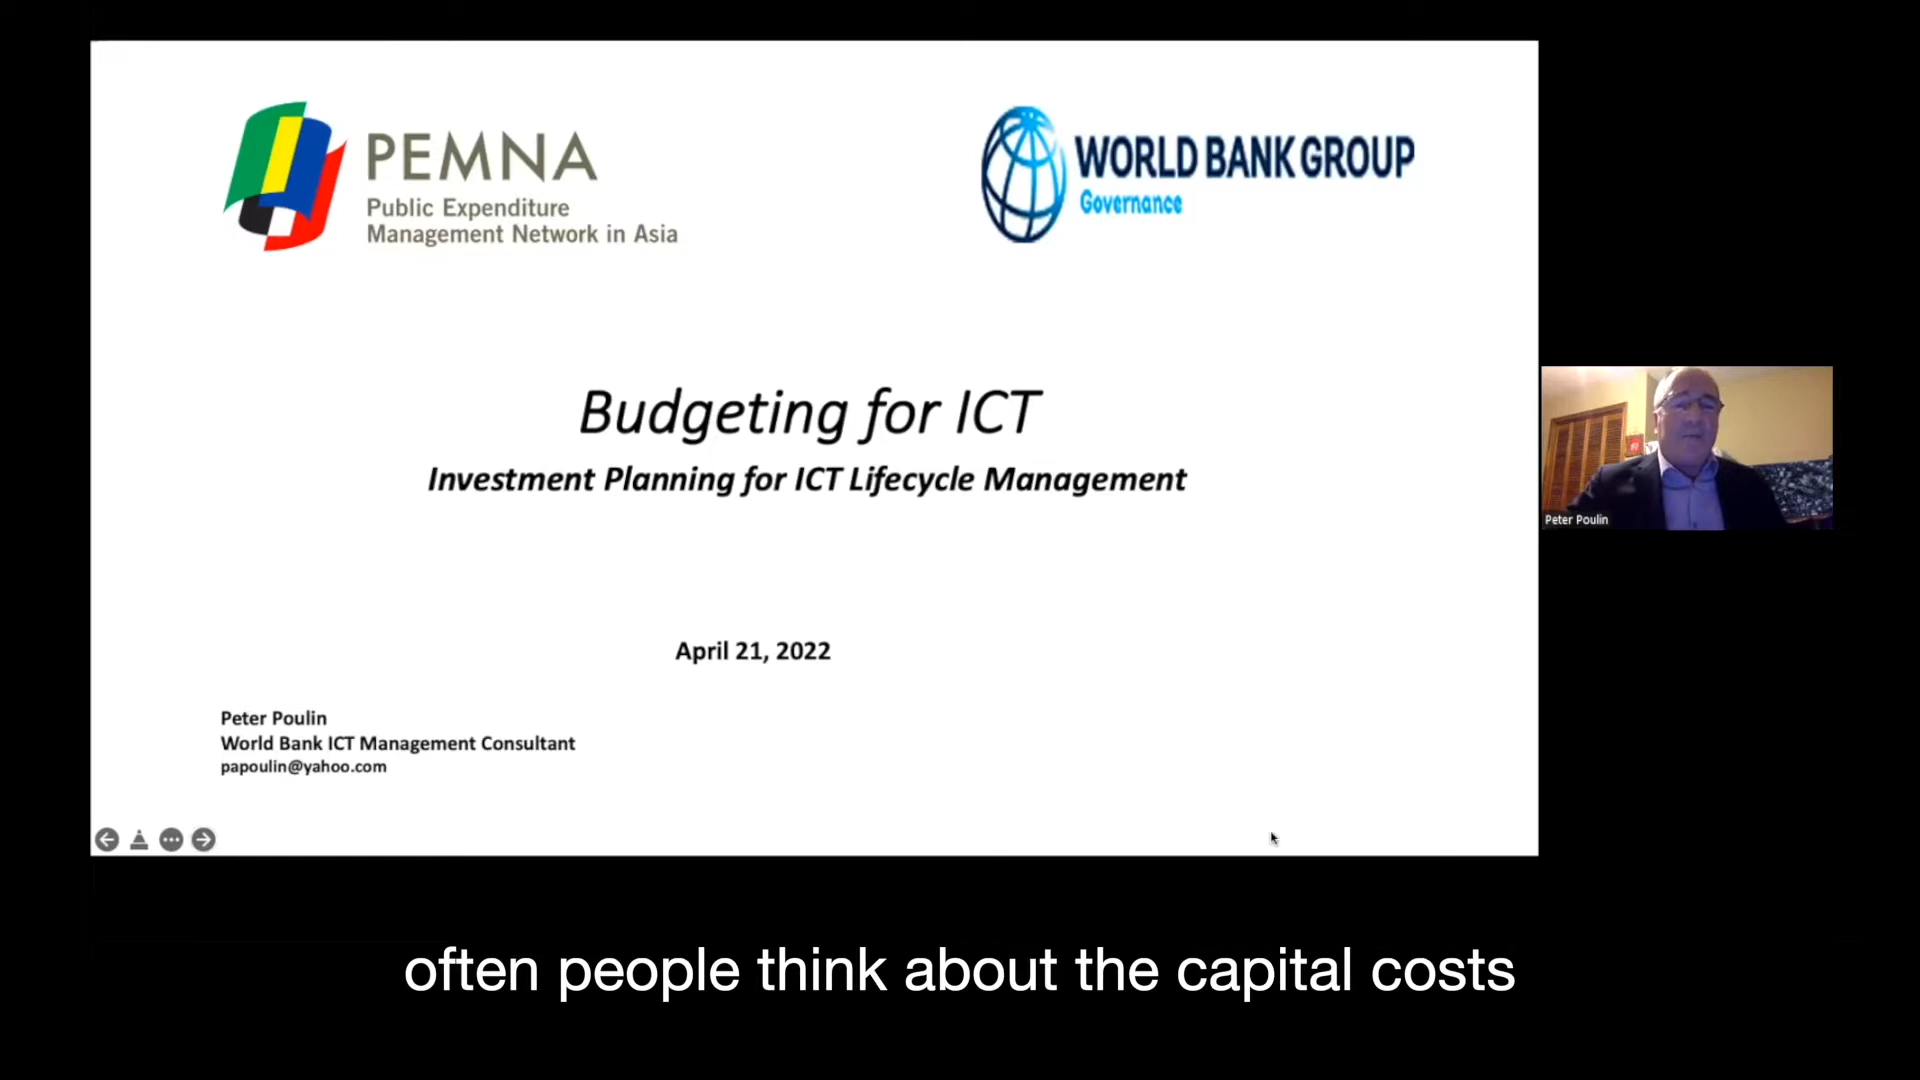 PEMNA
Public Expenditure
Management Network in Asia
WORLD BANK GROUP
Governance
Budgeting for ICT
Investment Planning for ICT Lifecycle Management
April 21, 2022
Peter Poulin
World Bank ICT Management Consultant
papoulin@yahoo.com
Peter Poulin
often people think about the capital costs